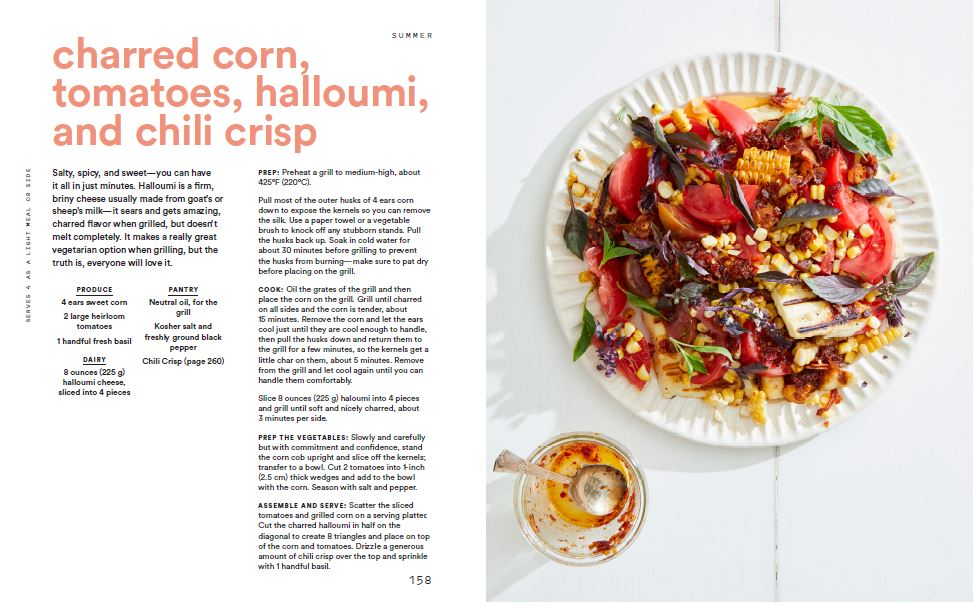 SUMMER
charred corn,
tomatoes, halloumi,
and chili crisp
SERVES 4 AS A LIGHT MEAL OR SIDE
Salty, spicy, and sweet—you can have
it all in just minutes. Halloumi is a firm,
briny cheese usually made from goat's or
sheep's milk—it sears and gets amazing,
charred flavor when grilled, but doesn't
melt completely. It makes a really great
vegetarian option when grilling, but the
truth is, everyone will love it.
PRODUCE
4 ears sweet corn
2 large heirloom
tomatoes
1 handful fresh basil
DAIRY
8 ounces (225 g)
halloumi cheese,
sliced into 4 pieces
PANTRY
Neutral oil, for the
grill
Kosher salt and
freshly ground black
pepper
Chili Crisp (page 260)
PREP: Preheat a grill to medium-high, about
425°F (220°C).
Pull most of the outer husks of 4 ears corn
down to expose the kernels so you can remove
the silk. Use a paper towel or a vegetable
brush to knock off any stubborn stands. Pull
the husks back up. Soak in cold water for
about 30 minutes before grilling to prevent
the husks from burning—make sure to pat dry
before placing on the grill.
COOK: Oil the grates of the grill and then
place the corn on the grill. Grill until charred
on all sides and the corn is tender, about
15 minutes. Remove the corn and let the ears
cool just until they are cool enough to handle,
then pull the husks down and return them to
the grill for a few minutes, so the kernels get a
little char on them, about 5 minutes. Remove
from the grill and let cool again until you can
handle them comfortably.
Slice 8 ounces (225 g) haloumi into 4 pieces
and grill until soft and nicely charred, about
3 minutes per side.
PREP THE VEGETABLES: Slowly and carefully
but with commitment and confidence, stand
the corn cob upright and slice off the kernels;
transfer to a bowl. Cut 2 tomatoes into 1-inch
(2.5 cm) thick wedges and add to the bowl
with the corn. Season with salt and pepper.
ASSEMBLE AND SERVE: Scatter the sliced
tomatoes and grilled corn on a serving platter.
Cut the charred halloumi in half on the
diagonal to create 8 triangles and place on top
of the corn and tomatoes. Drizzle a generous
amount of chili crisp over the top and sprinkle
with 1 handful basil.
158